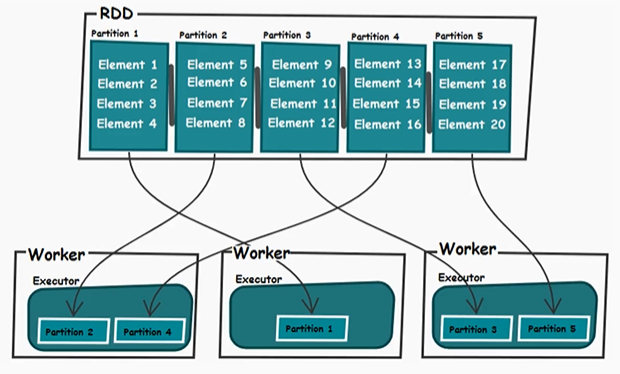 RDD
Partition 1
Partition 2
Partition 3
Partition 4
Partition 5
Element 1
Element 2
Element 3
Element 4
Element 5
Element 6
Element 7
Element 8
Element 9
Element 10
Element 11
Element 12
Element 13
Element 14
Element 15
Element 16
Element 17
Element 18
Element 19
Element 20
Worker
Executor
Partition 2
Partition 4
Worker
Executor
Partition 1
Worker
Executor
Partition 3
Partition 5